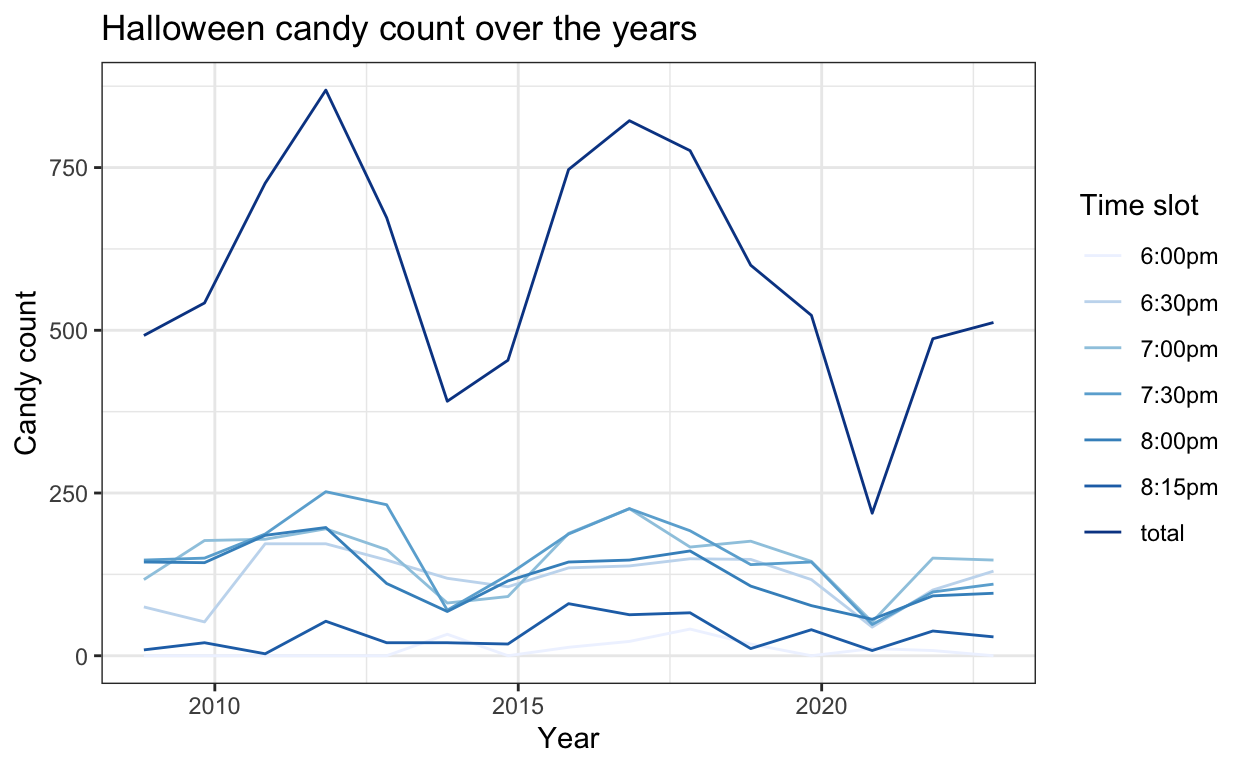 Halloween candy count over the years
Candy count
750
500
250
0
2010
2015
2020
Year
Time slot
6:00pm
6:30pm
7:00pm
7:30pm
8:00pm
8:15pm
total